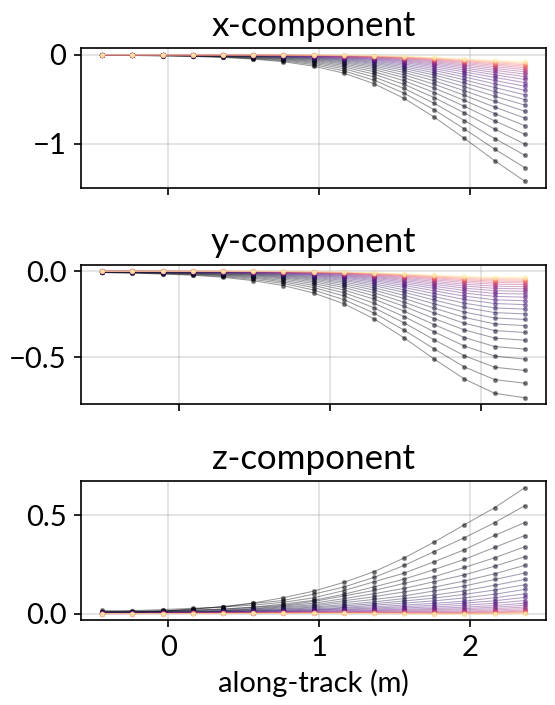 x-component
0
−1
y-component
0.0
−0.5
z-component
0.5
0.0
0 1 2
along-track (m)